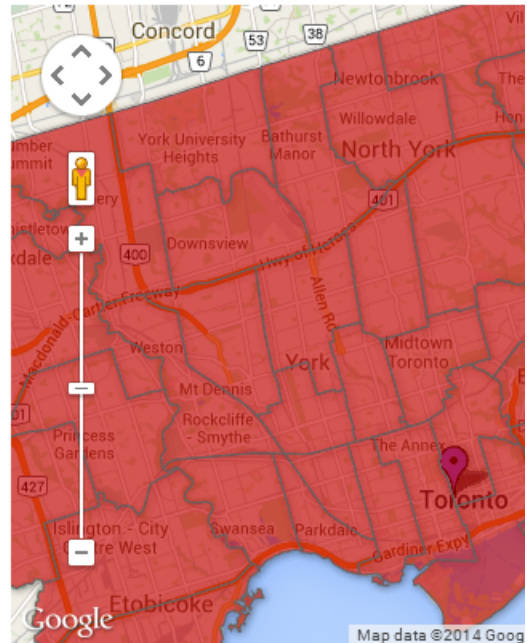 Concord
53
38
6
Newtonbrook
Willowdale
York University
Heights
Bathurst
Manor
North York
401
400
Downsview
Hwy of Heroes
Macdonald-Cartier Freeway
Allen Rd
Weston
York
Midtown
Toronto
Mt Dennis
Rockcliffe
- Smythe
Princess
Gardens
The Annex
427
Toronto
Islington - City
Centre West
Swansea
Parkdale
Gardiner Expy
Etobicoke
Google
Map data ©2014 Goog